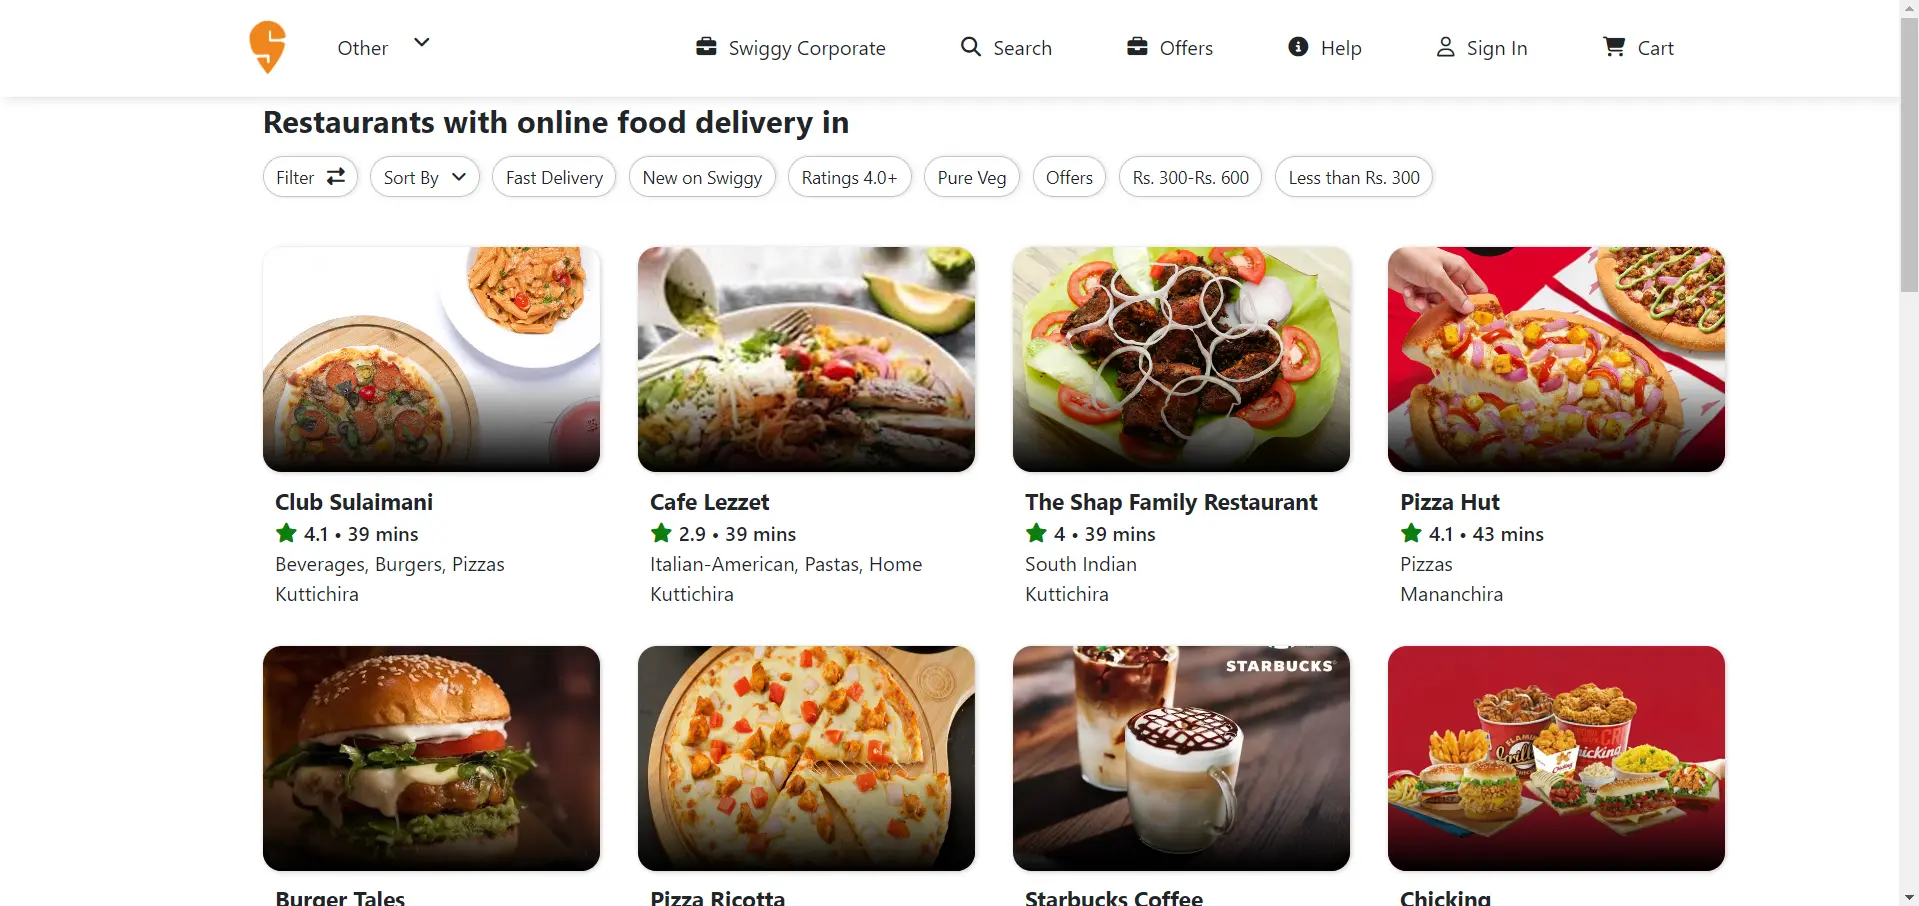 Other
Swiggy Corporate
Search
Offers
Help
Sign In
Cart
Restaurants with online food delivery in
Filter
Sort By
Fast Delivery
New on Swiggy
Ratings 4.0+
Pure Veg
Offers
Rs. 300-Rs. 600
Less than Rs. 300
Club Sulaimani
4.1 • 39 mins
Beverages, Burgers, Pizzas
Kuttichira
Cafe Lezzet
2.9 • 39 mins
Italian-American, Pastas, Home
Kuttichira
The Shap Family Restaurant
4 • 39 mins
South Indian
Kuttichira
Pizza Hut
4.1 • 43 mins
Pizzas
Mananchira
Burger Tales
Pizza Ricotta
STARBUCKS
Starbucks Coffee
Chicking